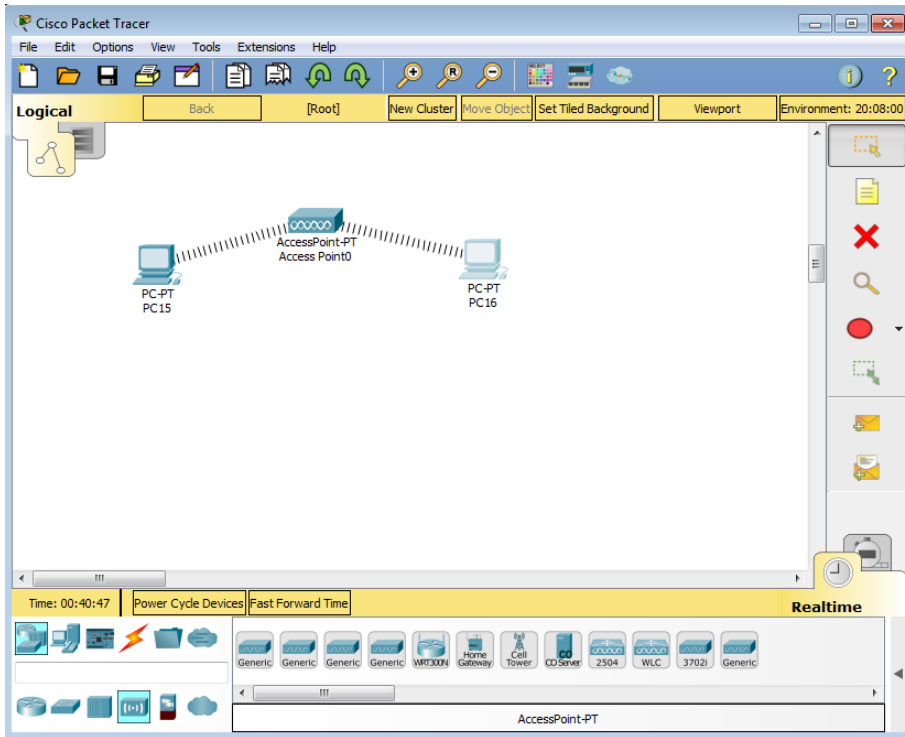 Cisco Packet Tracer
File Edit Options View Tools Extensions Help
Logical Back [Root] New Cluster Move Object Set Tiled Background Viewport Environment: 20:08:00
AccessPoint-PT
Access Point0
PC-PT
PC15
PC-PT
PC16
Time: 00:40:47 Power Cycle Devices Fast Forward Time Realtime
Generic Generic Generic Generic WRT300N Home Gateway Cell Tower CO Server 2504 WLC 3702i Generic
AccessPoint-PT